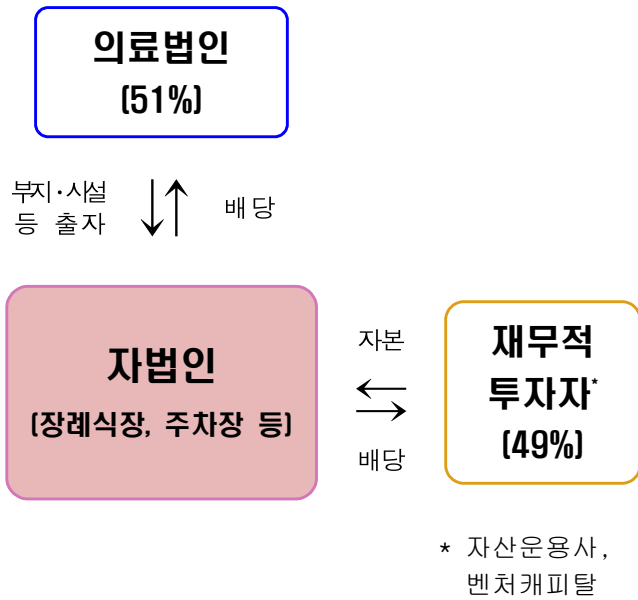 의료법인
(51%)
부지·시설
등 출자
배당
자법인
(장례식장, 주차장 등)
자본
배당
재무적
투자자*
(49%)
* 자산운용사,
벤처캐피탈